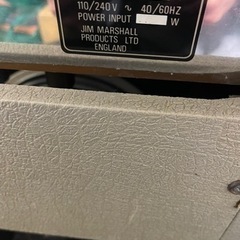 110/240V ~ 40/60HZ
POWER INPUT W
JIM MARSHALL
PRODUCTS LTD
ENGLAND